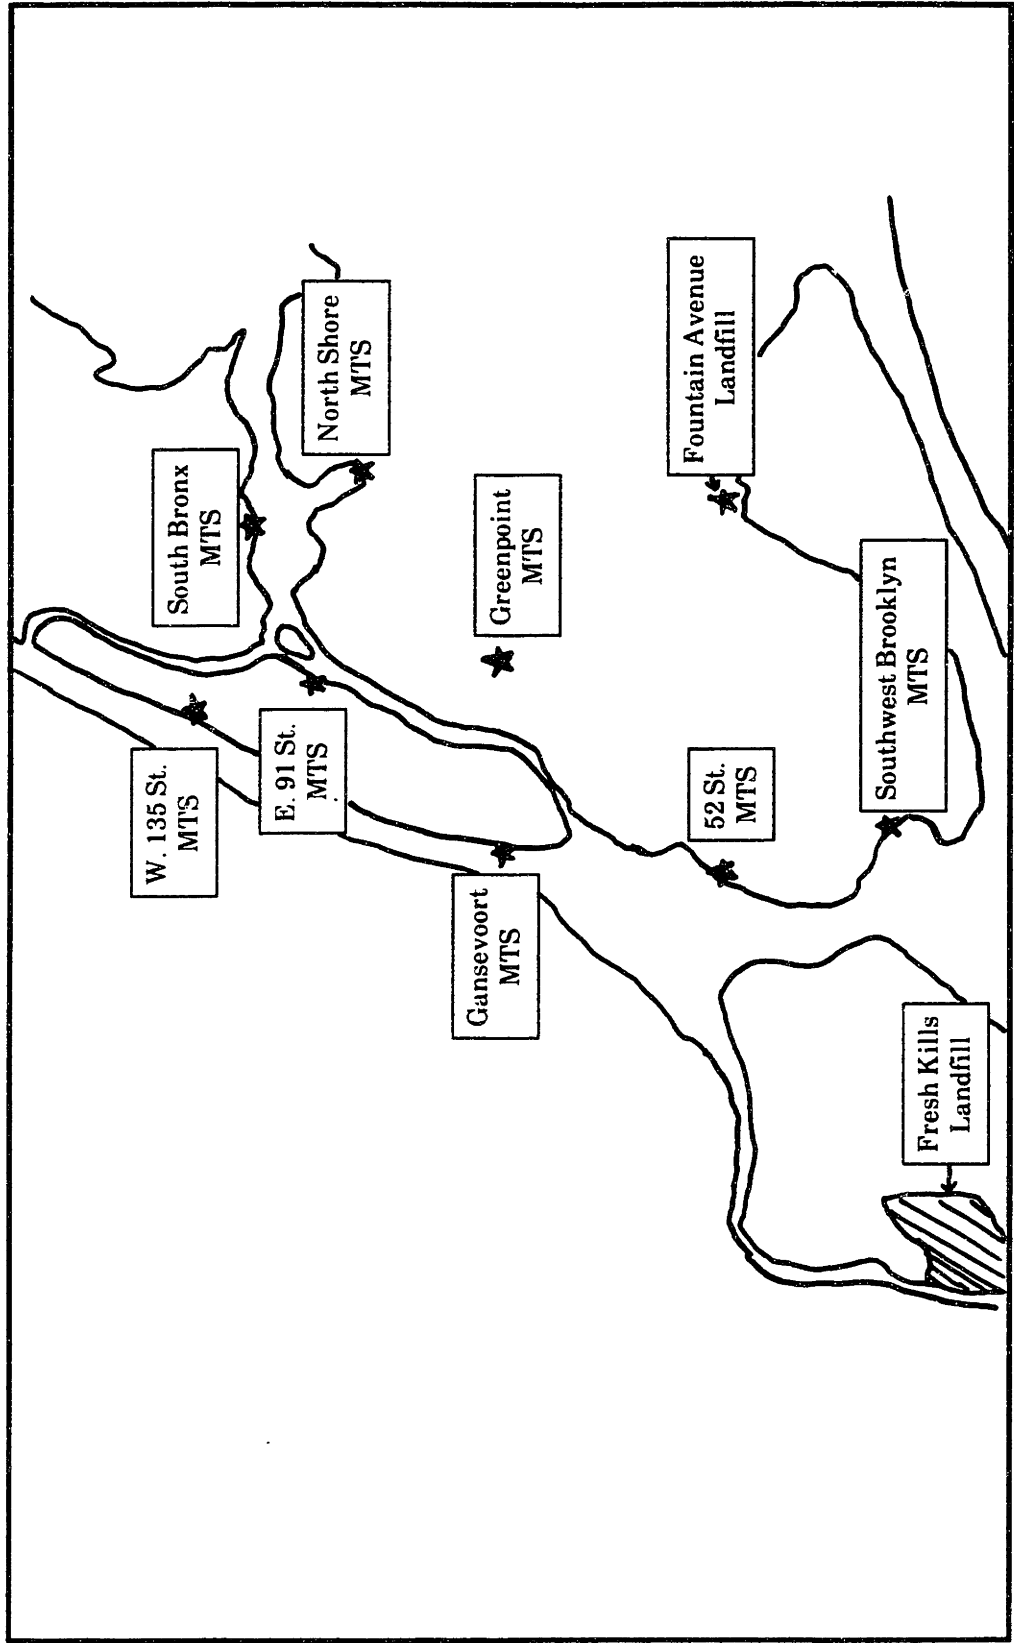 W. 135 St.
MTS
South Bronx
MTS
E. 91 St.
MTS
North Shore
MTS
Gansevoort
MTS
Greenpoint
MTS
52 St.
MTS
Fountain Avenue
Landfill
Southwest Brooklyn
MTS
Fresh Kills
Landfill